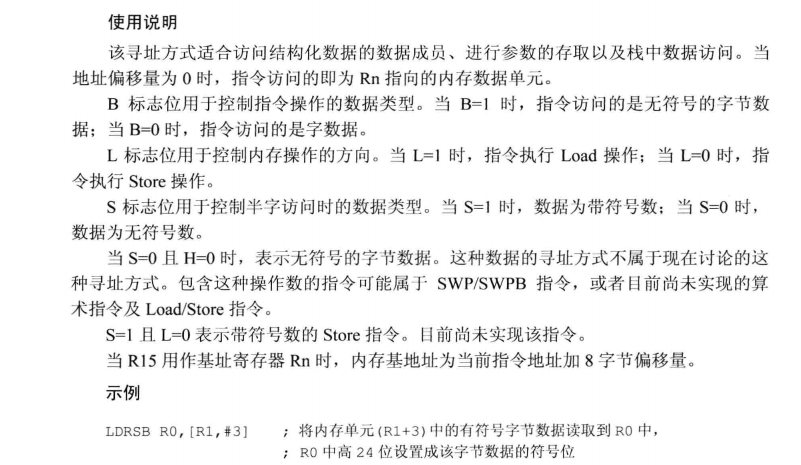 使用说明
该寻址方式适合访问结构化数据的数据成员、进行参数的存取以及栈中数据访问。当
地址偏移量为 0 时，指令访问的即为 Rn 指向的内存数据单元。
B 标志位用于控制指令操作的数据类型。当 B=1 时，指令访问的是无符号的字节数
据；当 B=0 时，指令访问的是字数据。
L 标志位用于控制内存操作的方向。当 L=1 时，指令执行 Load 操作；当 L=0 时，指
令执行 Store 操作。
S 标志位用于控制半字访问时的数据类型。当 S=1 时，数据为带符号数；当 S=0 时，
数据为无符号数。
当 S=0 且 H=0 时，表示无符号的字节数据。这种数据的寻址方式不属于现在讨论的这
种寻址方式。包含这种操作数的指令可能属于 SWP/SWPB 指令，或者目前尚未实现的算
术指令及 Load/Store 指令。
S=1 且 L=0 表示带符号数的 Store 指令。目前尚未实现该指令。
当 R15 用作基址寄存器 Rn 时，内存基地址为当前指令地址加 8 字节偏移量。
示例
LDRSB R0,[R1,#3] ；将内存单元(R1+3)中的有符号字节数据读取到 R0 中，
；R0 中高 24 位设置成该字节数据的符号位